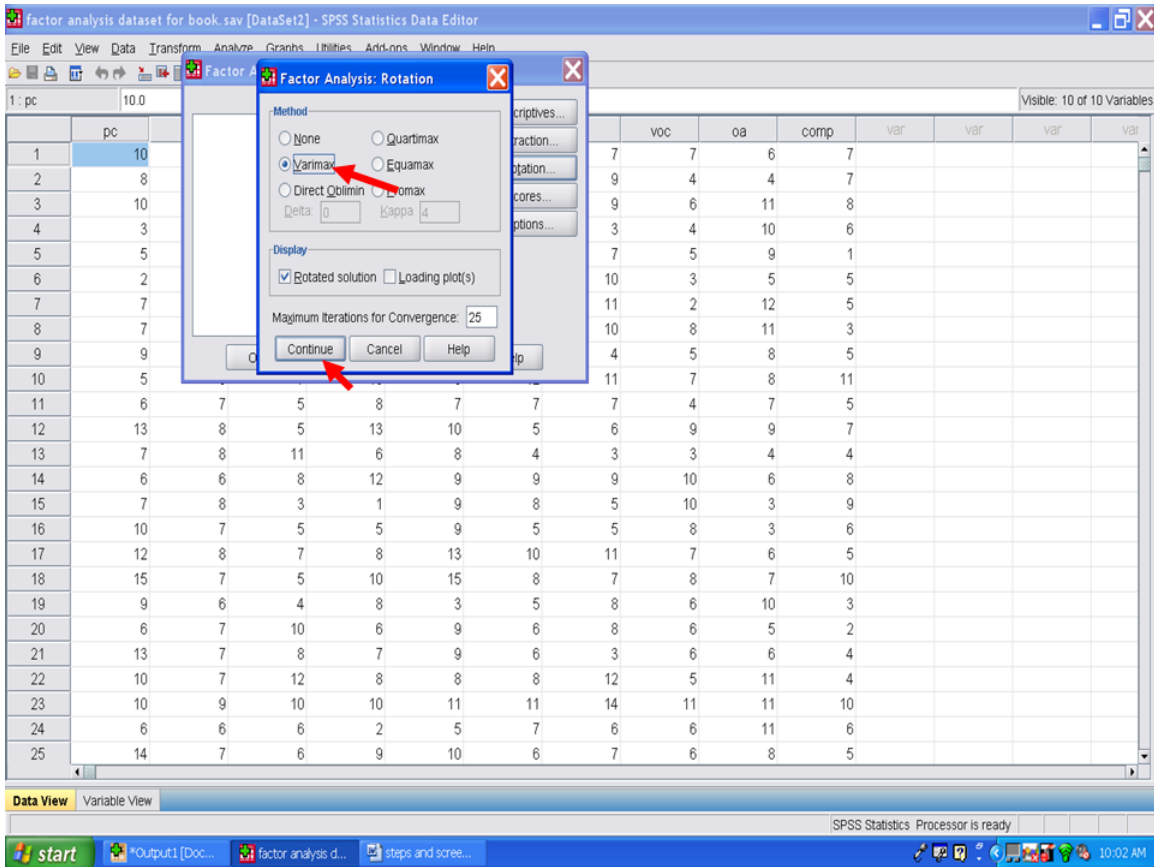 factor analysis dataset for book.sav [DataSet2] - SPSS Statistics Data Editor
File Edit View Data Transform Analyze Graphs Utilities Add-ons Window Help
Factor A
Factor Analysis: Rotation
1 : pc 10.0 Visible: 10 of 10 Variables
Method
None Quartimax
Varimax Equamax
Direct Oblimin
Delta: 0 Kappa 4
Display
Rotated solution Loading plot(s)
Maximum Iterations for Convergence: 25
Continue Cancel Help
criptives...
raction...
otation...
cores...
ptions...
pc voc oa comp var var var var
1 10 7 7 6 7
2 8 9 4 4 7
3 10 9 6 11 8
4 3 3 4 10 6
5 5 7 5 9 1
6 2 10 3 5 5
7 7 11 2 12 5
8 7 10 8 11 3
9 9 4 5 8 5
10 5 11 7 8 11
11 6 7 5 8 7 7 7 4 7 5
12 13 8 5 13 10 5 6 9 9 7
13 7 8 11 6 8 4 3 3 4 4
14 6 6 8 12 9 9 9 10 6 8
15 7 8 3 1 9 8 5 10 3 9
16 10 7 5 5 9 5 5 8 3 6
17 12 8 7 8 13 10 11 7 6 5
18 15 7 5 10 15 8 7 8 7 10
19 9 6 4 8 3 5 8 6 10 3
20 6 7 10 6 9 6 8 6 5 2
21 13 7 8 7 9 6 3 6 6 4
22 10 7 12 8 8 8 12 5 11 4
23 10 9 10 10 11 11 14 11 11 10
24 6 6 6 2 5 7 6 6 11 6
25 14 7 6 9 10 6 7 6 8 5
Data View Variable View
SPSS Statistics Processor is ready
start *Output1 [Doc... factor analysis d... steps and scree... 10:02 AM